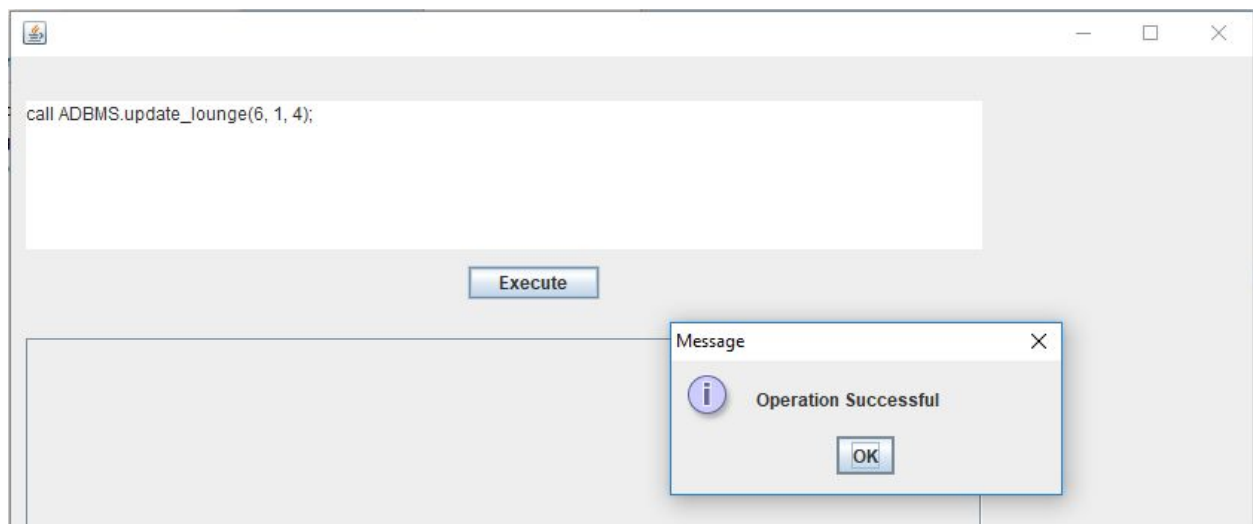 call ADBMS.update_lounge(6, 1, 4);
Execute
Message
Operation Successful
OK